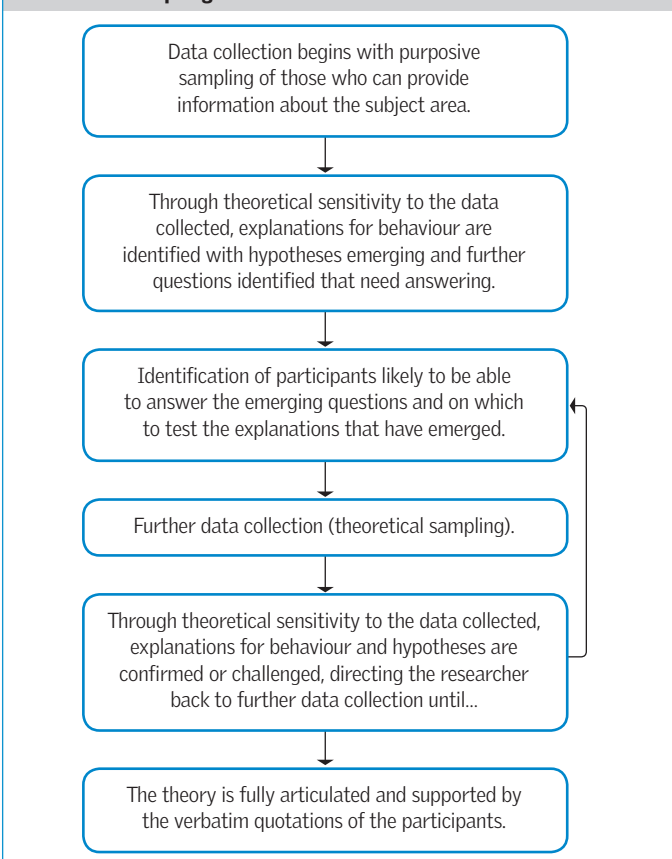 Data collection begins with purposive
sampling of those who can provide
information about the subject area.
Through theoretical sensitivity to the data
collected, explanations for behaviour are
identified with hypotheses emerging and further
questions identified that need answering.
Identification of participants likely to be able
to answer the emerging questions and on which
to test the explanations that have emerged.
Further data collection (theoretical sampling).
Through theoretical sensitivity to the data collected,
explanations for behaviour and hypotheses are
confirmed or challenged, directing the researcher
back to further data collection until...
The theory is fully articulated and supported by
the verbatim quotations of the participants.